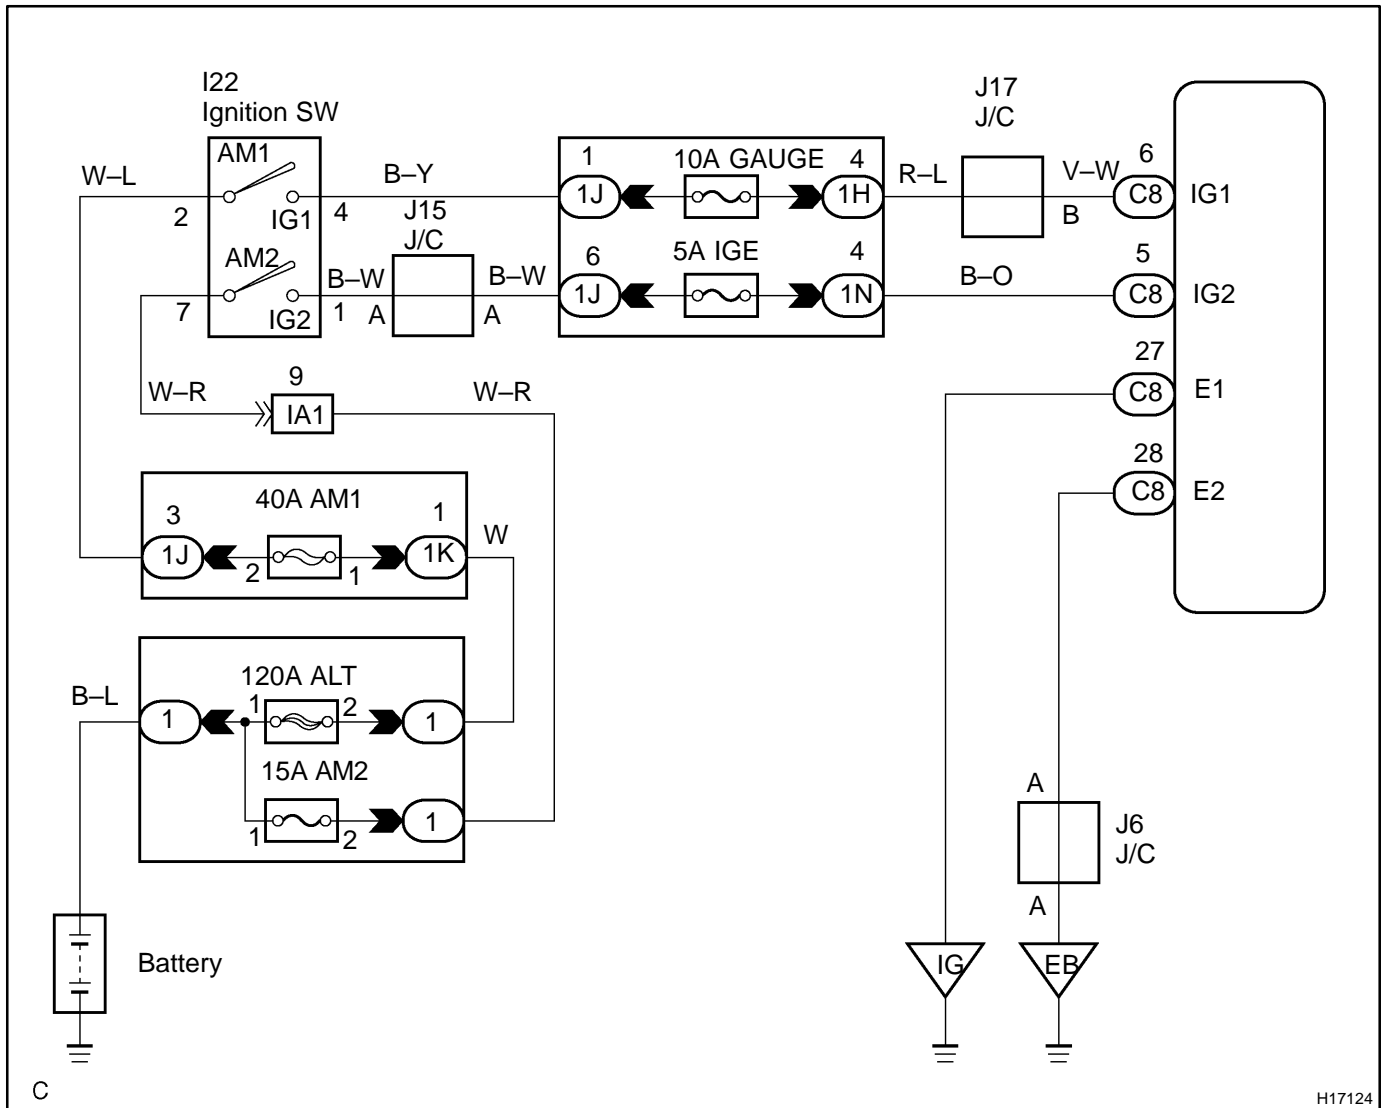 I22
Ignition SW
J17
J/C
AM1
1
10A GAUGE
4
6
W–L
B–Y
R–L
V–W
1J
1H
C8
IG1
2
IG1
4
B
J15
J/C
AM2
6
5A IGE
4
5
B–W
B–W
B–O
1J
1N
C8
IG2
7
IG2
1
A
A
27
W–R
9
W–R
C8
E1
IA1
28
40A AM1
C8
E2
3
1
W
1J
1K
2
1
120A ALT
B–L
1
2
1
1
15A AM2
1
1
2
A
J6
J/C
A
Battery
IG
EB
C
H17124